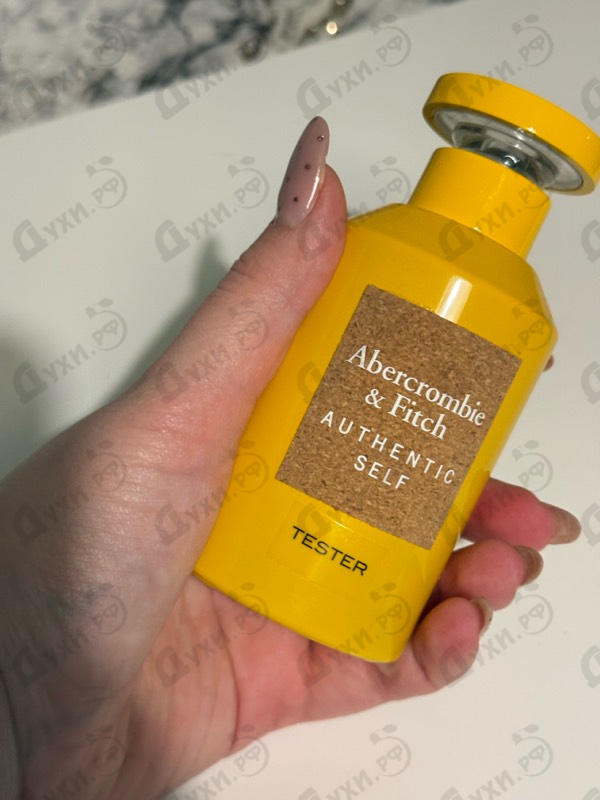 Abercrombie
& Fitch
AUTHENTIC
SELF
TESTER
Духи.РФ